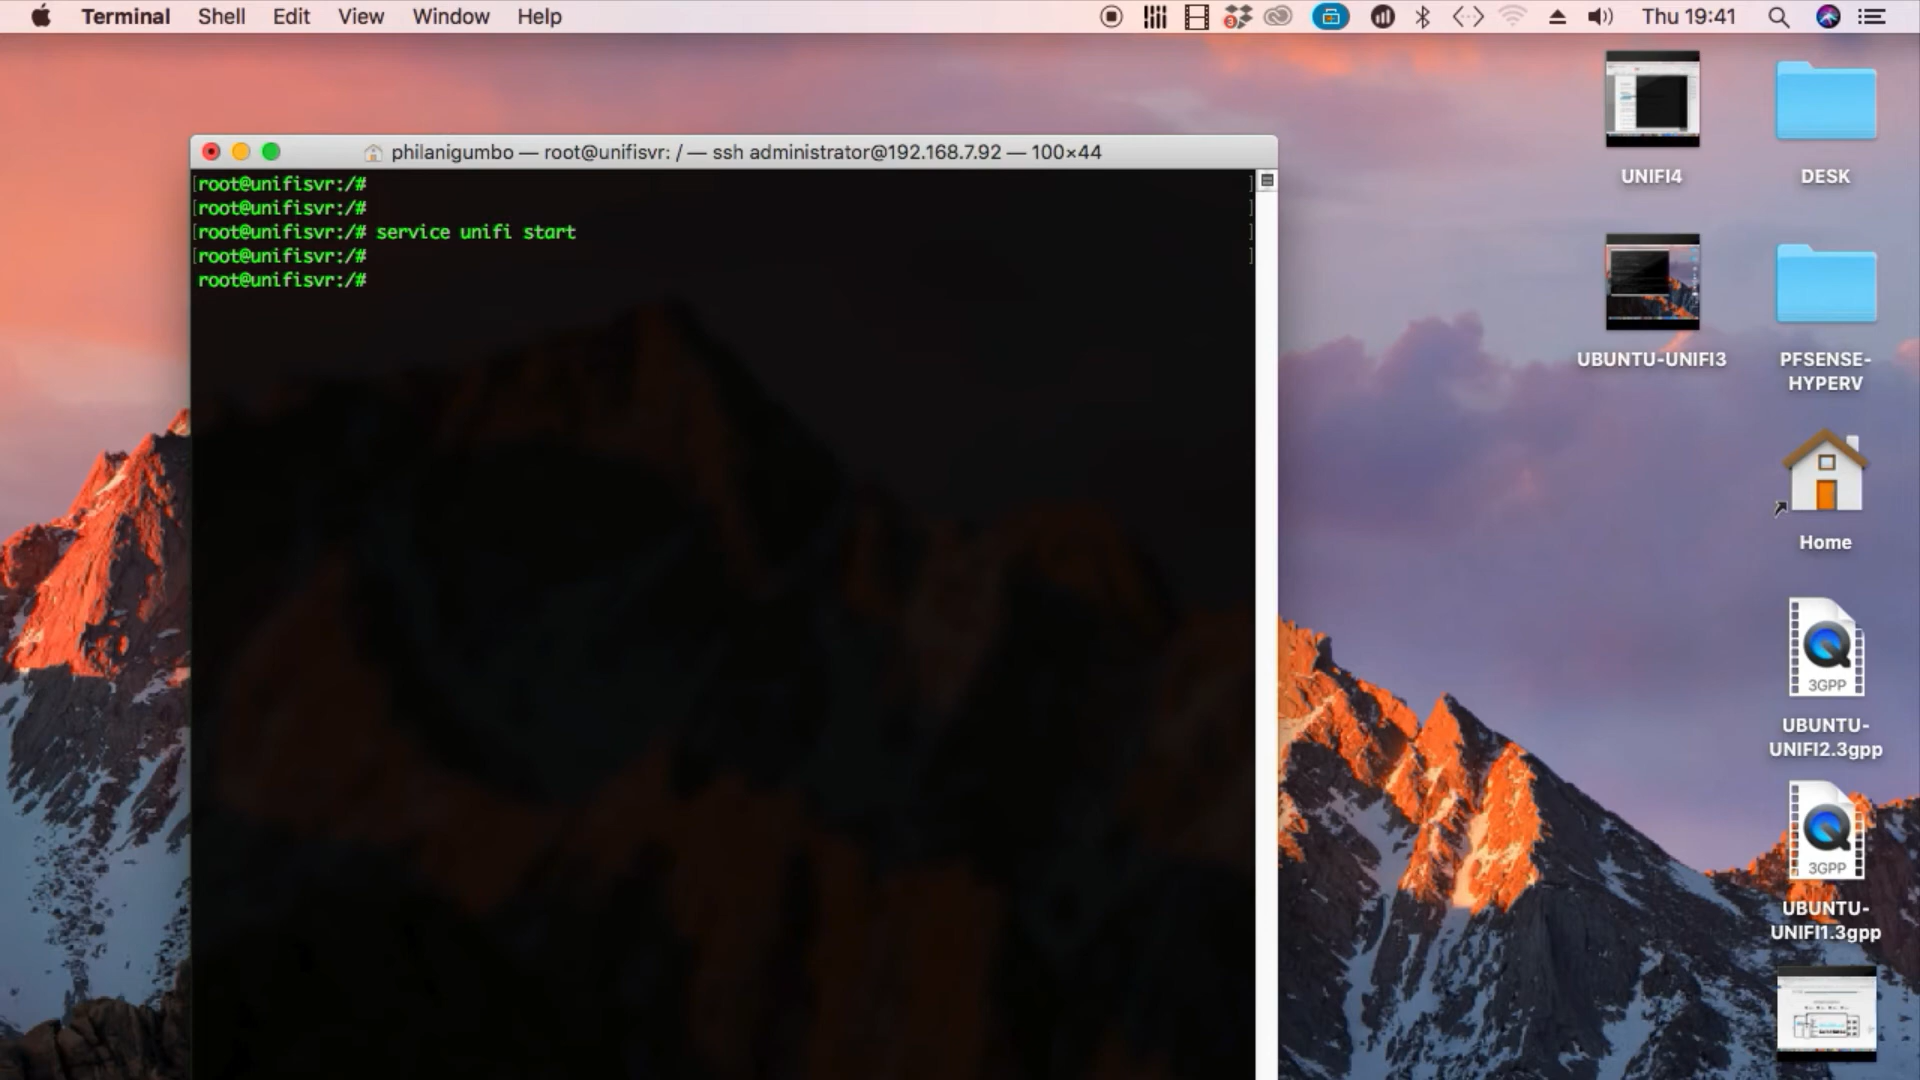 Terminal Shell Edit View Window Help
3
Thu 19:41
philanigumbo — root@unifisvr: / — ssh administrator@192.168.7.92 — 100×44
[root@unifisvr:/# ]
[root@unifisvr:/# ]
[root@unifisvr:/# service unifi start ]
[root@unifisvr:/# ]
root@unifisvr:/#
UNIFI4
DESK
UBUNTU-UNIFI3
PFSENSE-
HYPERV
Home
3GPP
UBUNTU-
UNIFI2.3gpp
3GPP
UBUNTU-
UNIFI1.3gpp